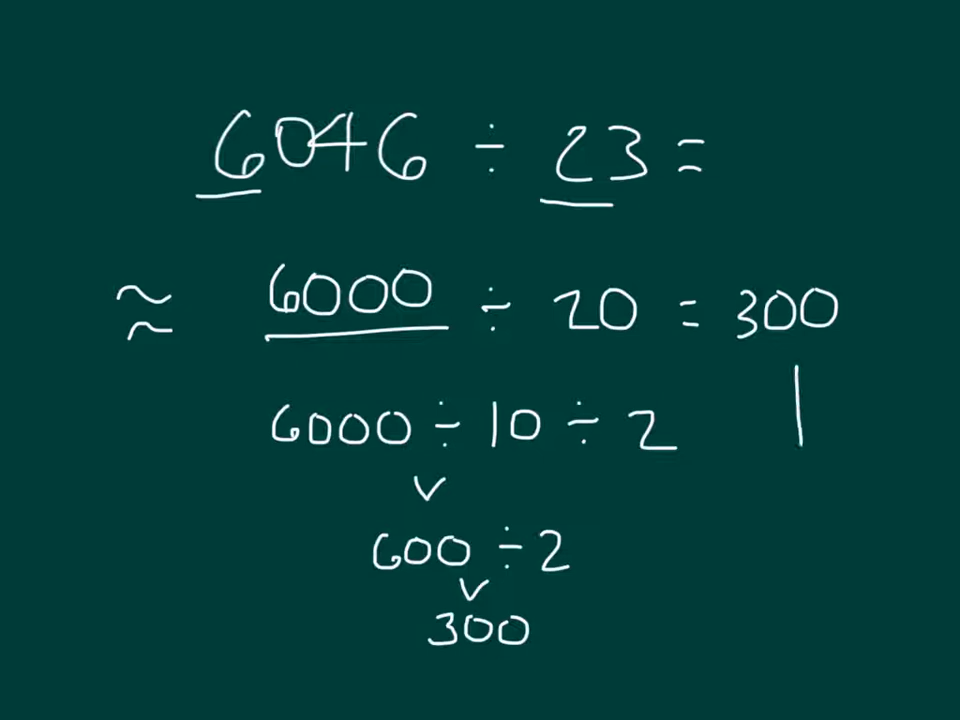 6046 ÷ 23 =
≈ 6000 ÷ 20 = 300
6000 ÷ 10 ÷ 2
600 ÷ 2
300